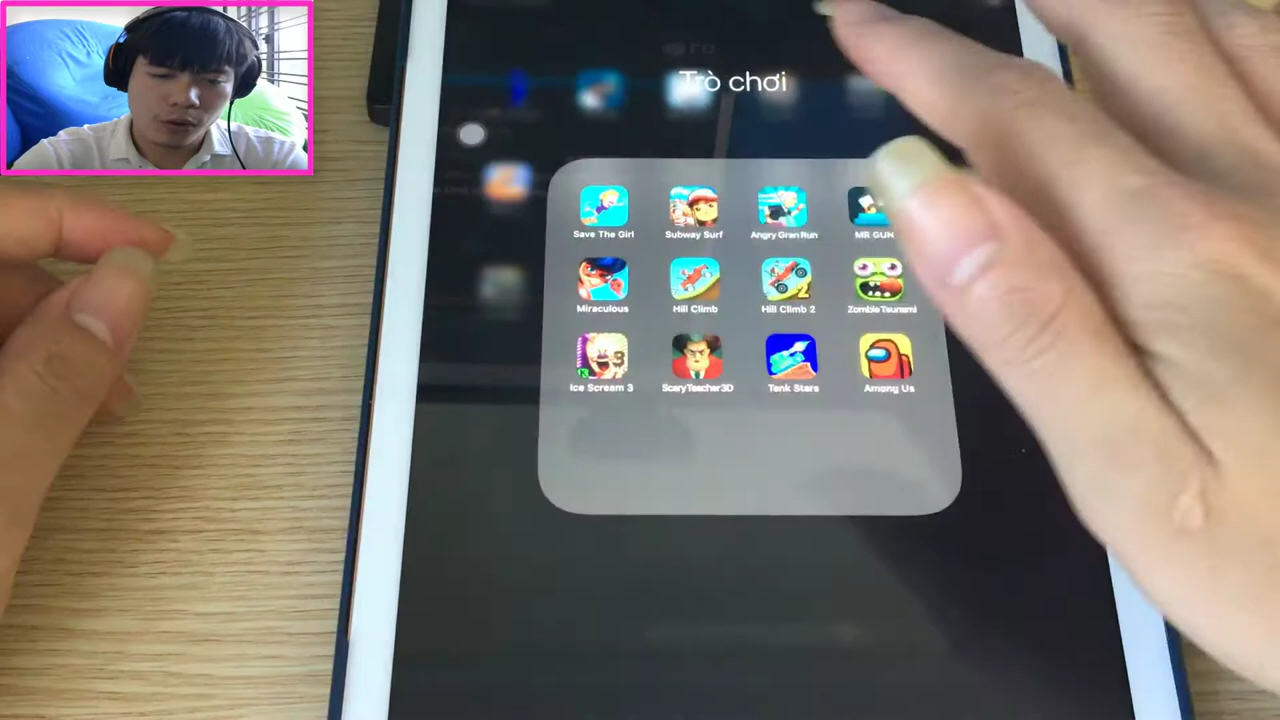 Trò chơi
Save The Girl
Subway Surf
Angry Gran Run
MR GUN
Miraculous
Hill Climb
Hill Climb 2
Zombie Tsunami
Ice Scream 3
ScaryTeacher3D
Tank Stars
Among Us